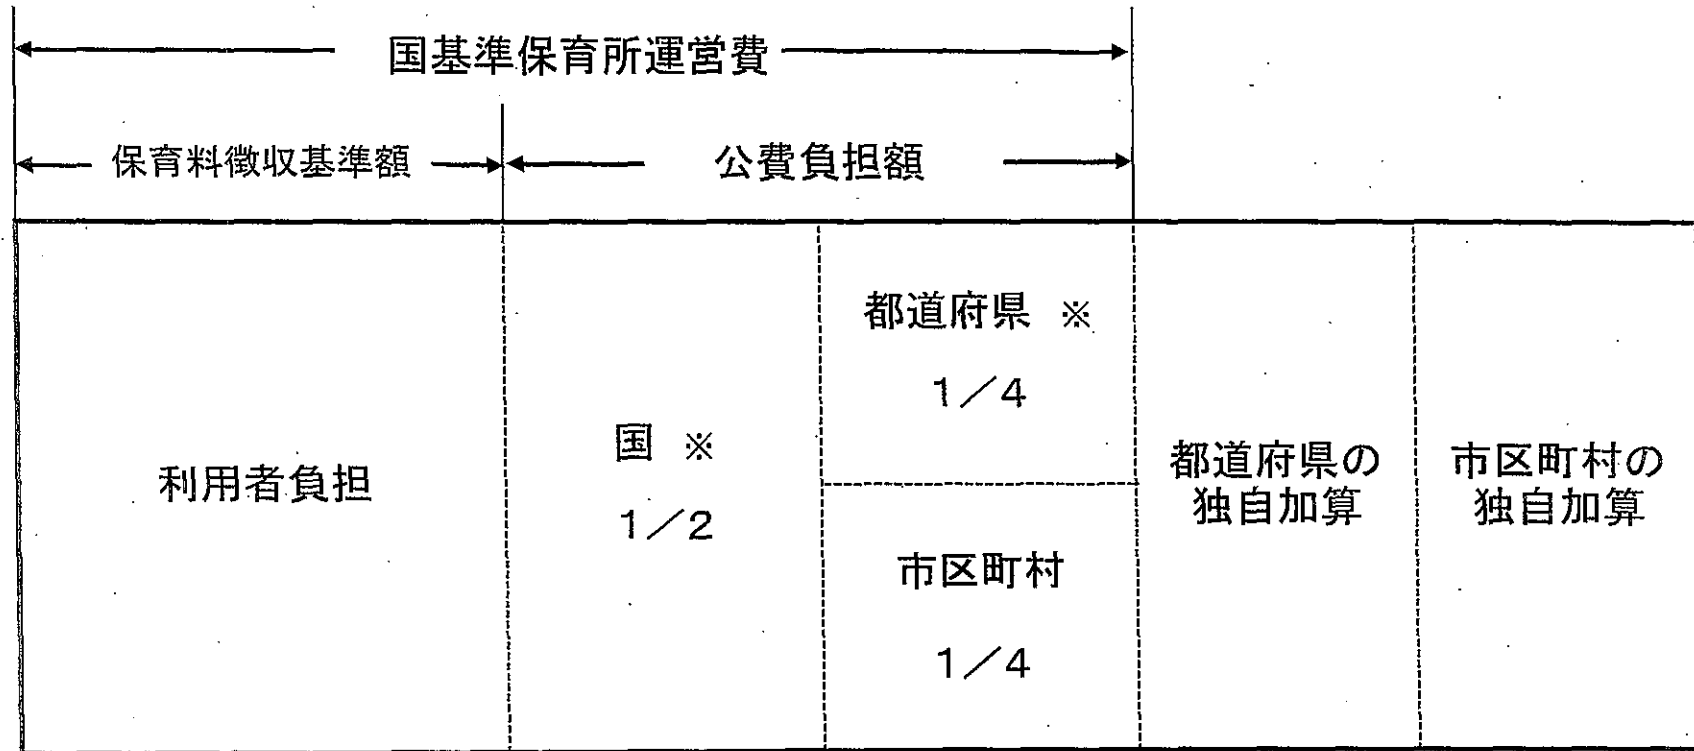 国基準保育所運営費
保育料徴収基準額
公費負担額
利用者負担
国 ※
1/2
都道府県 ※
1/4
市区町村
1/4
都道府県の
独自加算
市区町村の
独自加算